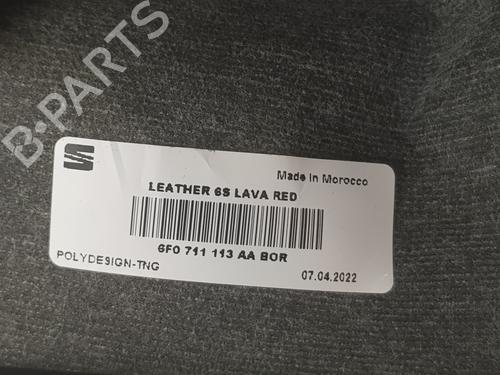 B-PARTS
Made in Morocco
LEATHER 6S LAVA RED
6F0 711 113 AA BOR
POLYDESIGN-TNG
07.04.2022